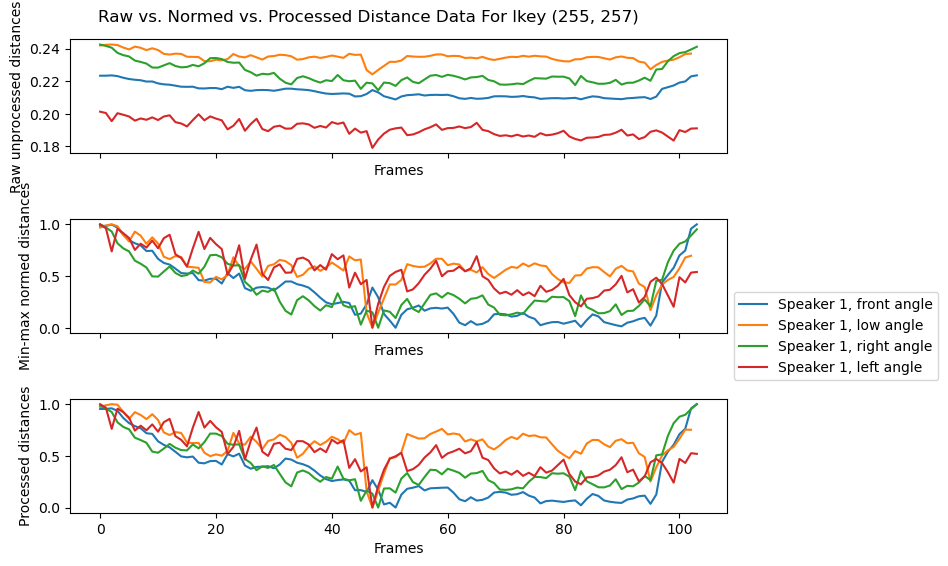 Raw vs. Normed vs. Processed Distance Data For Ikey (255, 257)
Raw unprocessed distances
0.24
0.22
0.20
0.18
Frames
Min-max normed distances
1.0
0.5
0.0
Frames
Speaker 1, front angle
Speaker 1, low angle
Speaker 1, right angle
Speaker 1, left angle
Processed distances
1.0
0.5
0.0
0 20 40 60 80 100
Frames